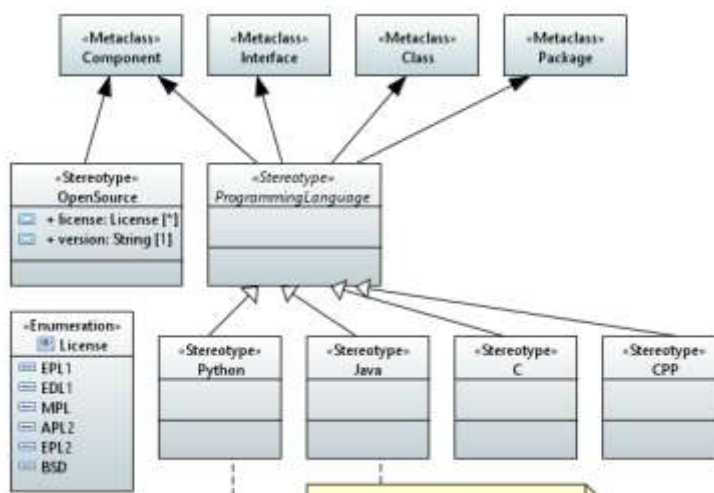 «Metaclass»
Component
«Metaclass»
Interface
«Metaclass»
Class
«Metaclass»
Package
«Stereotype»
OpenSource
+ license: License [*]
+ version: String [1]
«Stereotype»
ProgrammingLanguage
«Enumeration»
License
EPL1
EDL1
MPL
APL2
EPL2
BSD
«Stereotype»
Python
«Stereotype»
Java
«Stereotype»
C
«Stereotype»
CPP